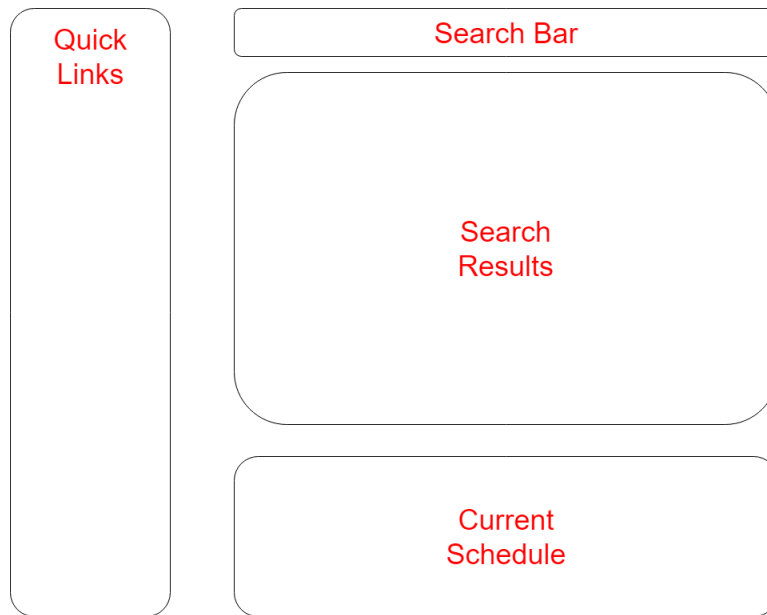 Quick
Links
Search Bar
Search
Results
Current
Schedule